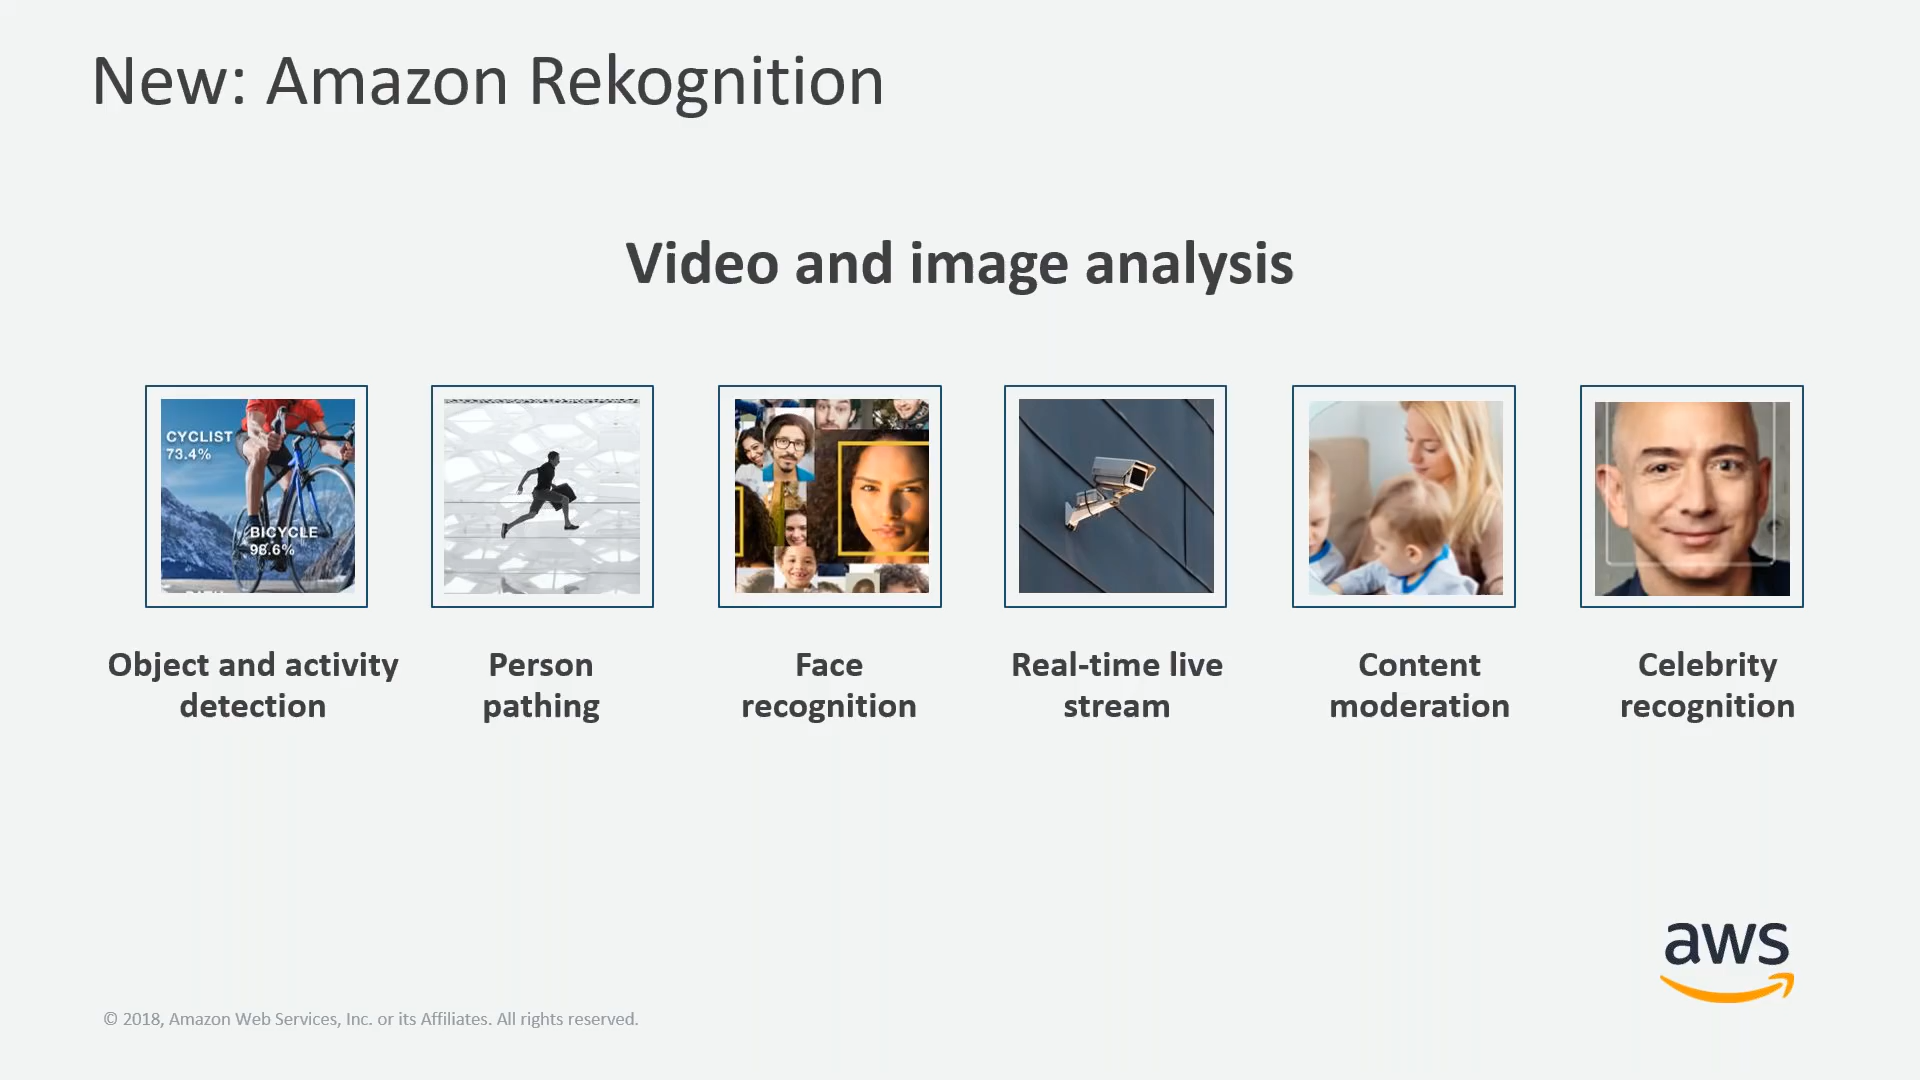 New: Amazon Rekognition
Video and image analysis
CYCLIST
73.4%
BICYCLE
98.6%
Object and activity
detection
Person
pathing
Face
recognition
Real-time live
stream
Content
moderation
Celebrity
recognition
aws
© 2018, Amazon Web Services, Inc. or its Affiliates. All rights reserved.